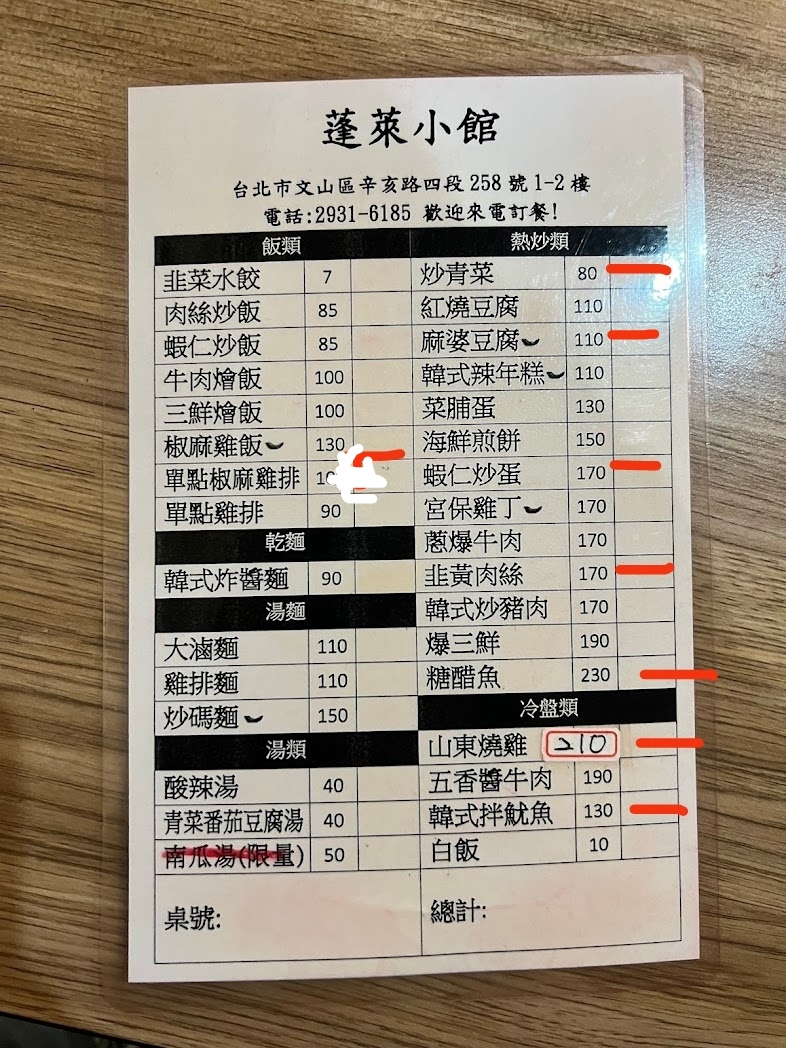 蓬萊小館
台北市文山區辛亥路四段258號1-2樓
電話:2931-6185 歡迎來電訂餐!
飯類
韭菜水餃 7
肉絲炒飯 85
蝦仁炒飯 85
牛肉燴飯 100
三鮮燴飯 100
椒麻雞飯 130
單點椒麻雞排
單點雞排 90
乾麵
韓式炸醬麵 90
湯麵
大滷麵 110
雞排麵 110
炒碼麵 150
湯類
酸辣湯 40
青菜番茄豆腐湯 40
南瓜湯(限量) 50
桌號:
熱炒類
炒青菜 80
紅燒豆腐 110
麻婆豆腐 110
韓式辣年糕 110
菜脯蛋 130
海鮮煎餅 150
蝦仁炒蛋 170
宮保雞丁 170
蔥爆牛肉 170
韭黃肉絲 170
韓式炒豬肉 170
爆三鮮 190
糖醋魚 230
冷盤類
山東燒雞 210
五香醬牛肉 190
韓式拌魷魚 130
白飯 10
總計: